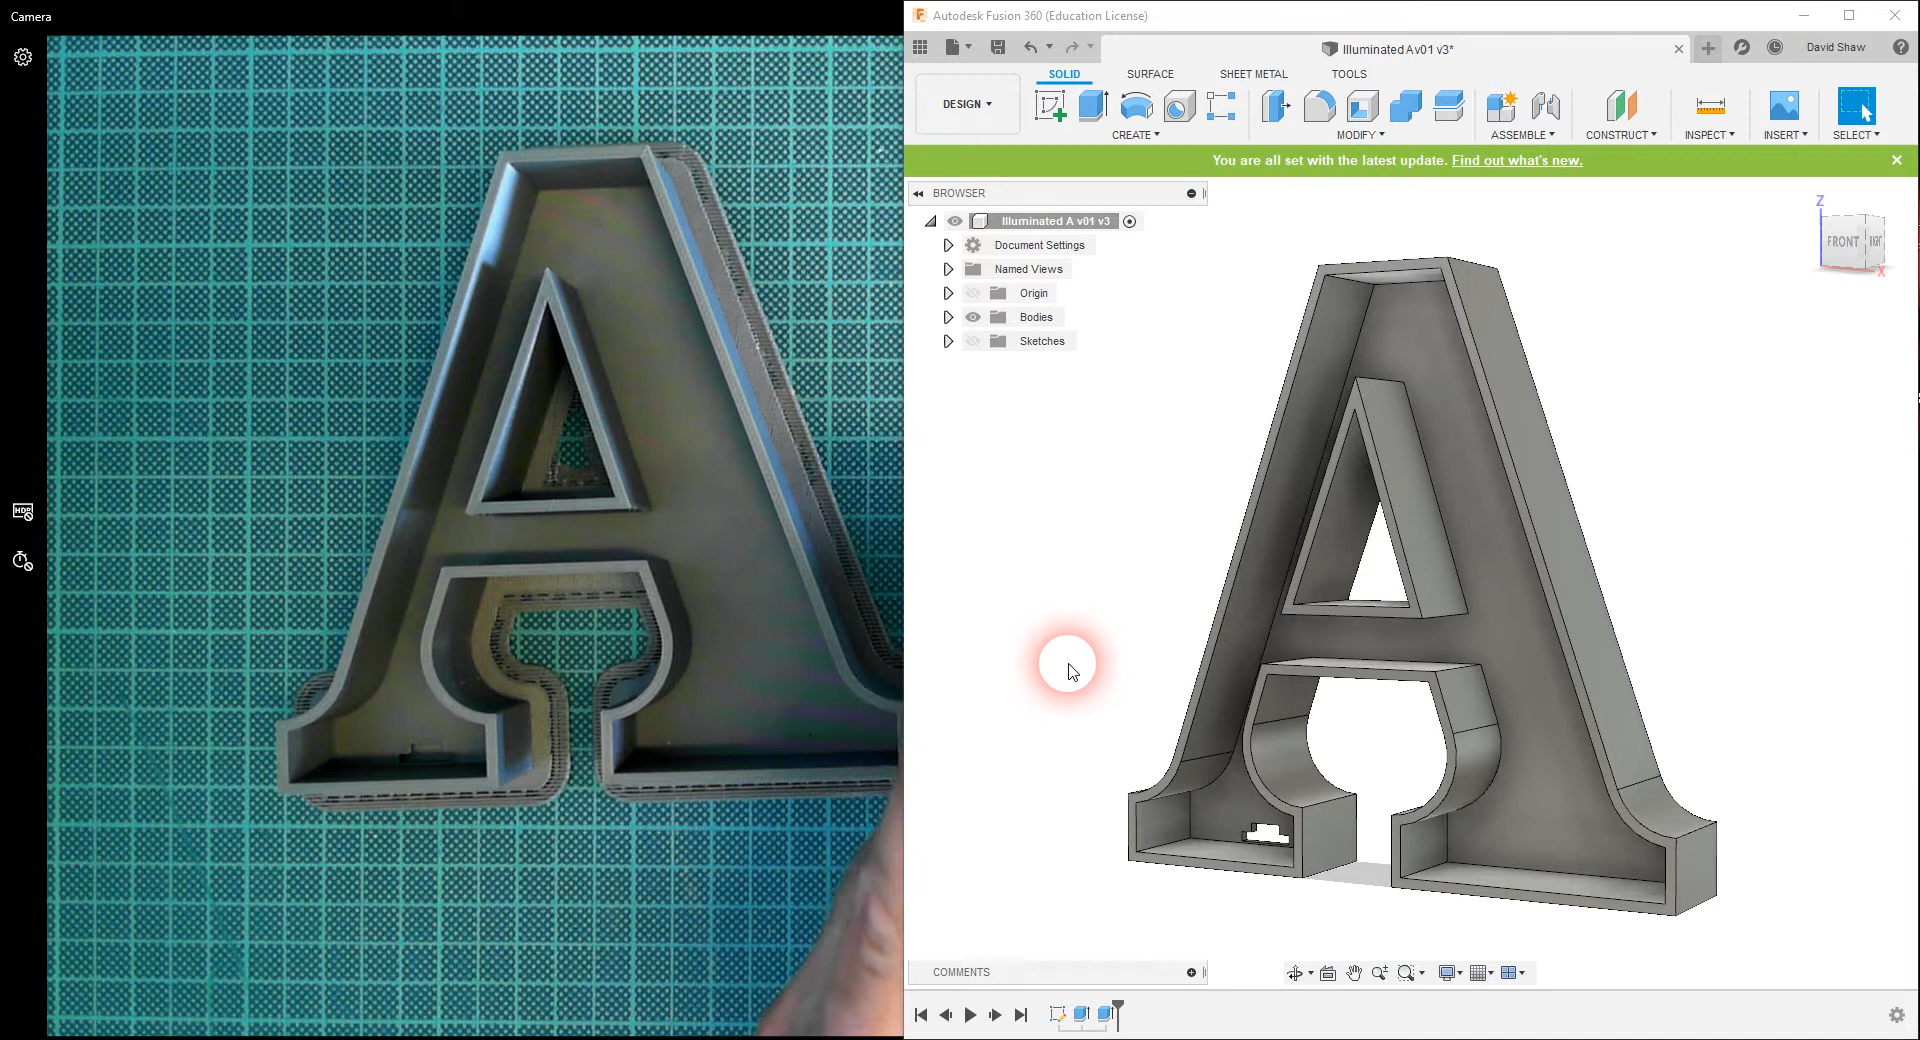 Camera
HDR
Autodesk Fusion 360 (Education License)
Illuminated A v01 v3*
David Shaw
DESIGN
SOLID
SURFACE
SHEET METAL
TOOLS
CREATE
MODIFY
ASSEMBLE
CONSTRUCT
INSPECT
INSERT
SELECT
You are all set with the latest update. Find out what's new.
BROWSER
Illuminated A v01 v3
Document Settings
Named Views
Origin
Bodies
Sketches
Z
FRONT
RIGHT
X
A
A
COMMENTS